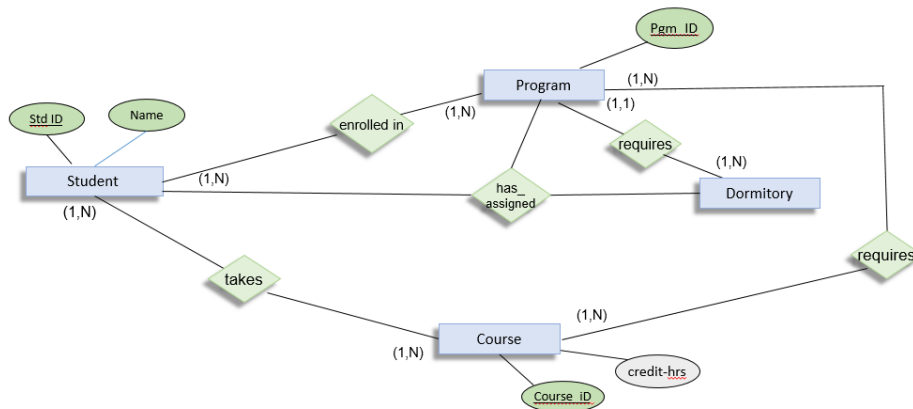 Pgm_ID
Program
(1,N)
(1,1)
(1,N)
Std ID
Name
enrolled in
requires
(1,N)
Student
(1,N)
(1,N)
has_
assigned
Dormitory
(1,N)
takes
requires
(1,N)
Course
(1,N)
credit-hrs
Course_iD